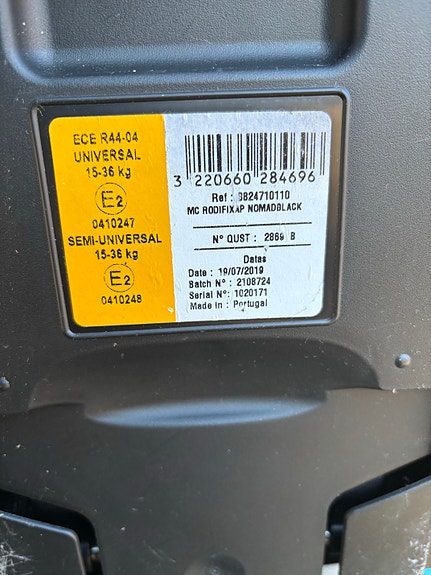 ECE R44-04
UNIVERSAL
15-36 kg
E2
0410247
SEMI-UNIVERSAL
15-36 kg
E2
0410248
3 220660 284696
Ref : 8824710110
MC RODIFIXAP NOMADBLACK
N° QUST : 2869 B
Datas
Date : 19/07/2019
Batch N° : 2108724
Serial N°: 1020171
Made in : Portugal